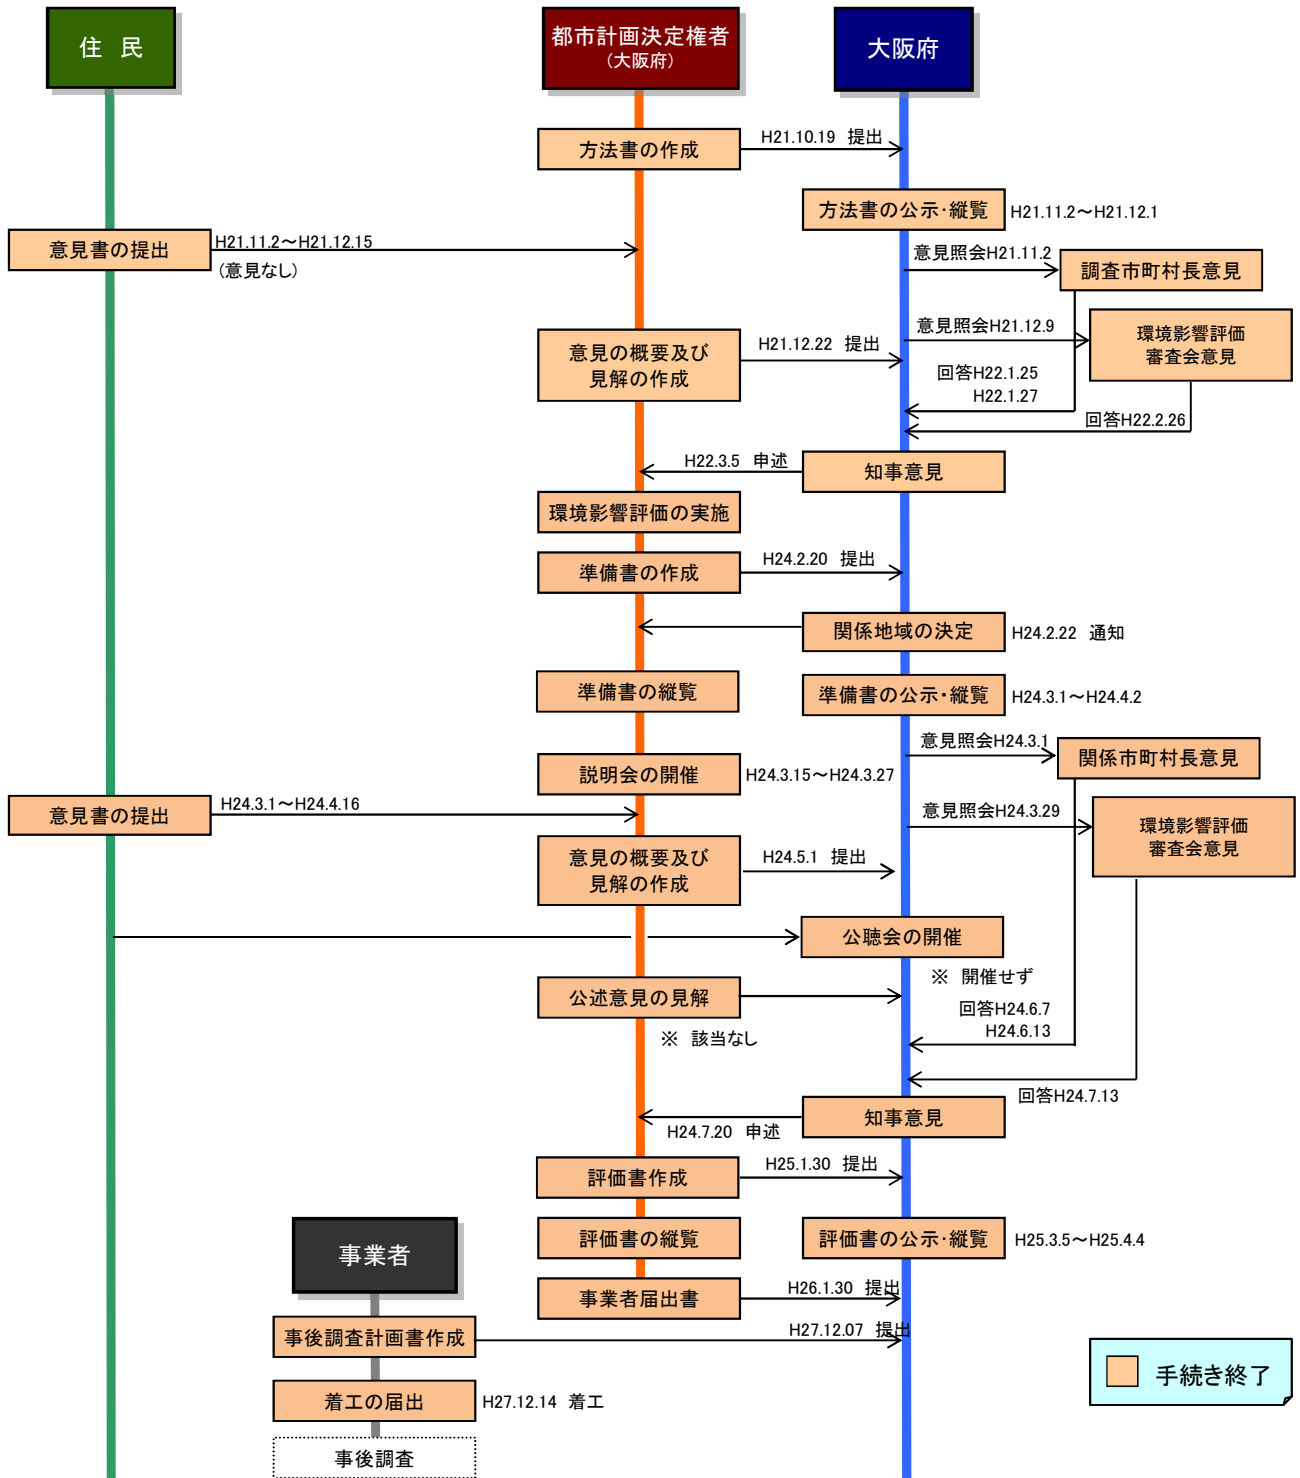 住 民
都市計画決定権者
(大阪府)
大阪府
方法書の作成
H21.10.19 提出
方法書の公示・縦覧
H21.11.2～H21.12.1
意見書の提出
H21.11.2～H21.12.15
(意見なし)
意見照会H21.11.2
調査市町村長意見
意見の概要及び
見解の作成
H21.12.22 提出
意見照会H21.12.9
環境影響評価
審査会意見
回答H22.1.25
H22.1.27
回答H22.2.26
H22.3.5 申述
知事意見
環境影響評価の実施
準備書の作成
H24.2.20 提出
関係地域の決定
H24.2.22 通知
準備書の縦覧
準備書の公示・縦覧
H24.3.1～H24.4.2
意見照会H24.3.1
関係市町村長意見
説明会の開催
H24.3.15～H24.3.27
意見書の提出
H24.3.1～H24.4.16
意見照会H24.3.29
環境影響評価
審査会意見
意見の概要及び
見解の作成
H24.5.1 提出
公聴会の開催
※ 開催せず
公述意見の見解
※ 該当なし
回答H24.6.7
H24.6.13
回答H24.7.13
知事意見
H24.7.20 申述
評価書作成
H25.1.30 提出
評価書の縦覧
評価書の公示・縦覧
H25.3.5～H25.4.4
事業者
事業者届出書
H26.1.30 提出
事後調査計画書作成
H27.12.07 提出
着工の届出
H27.12.14 着工
事後調査
手続き終了